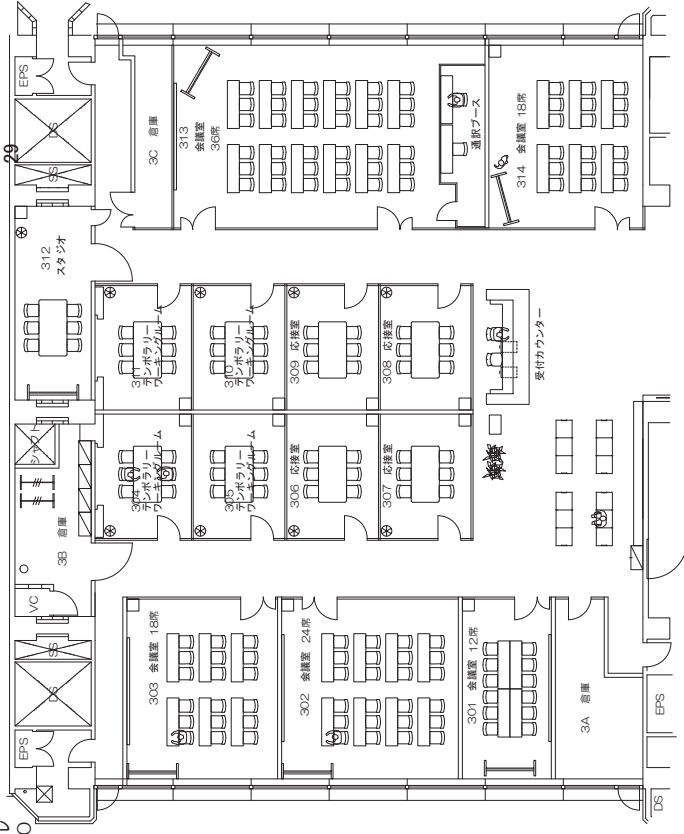 EPS
DS
SS
29
3C 倉庫
313
会議室
36席
通訳ブース
314 会議室 18席
312
スタジオ
311
テンポラリー
ワーキングルーム
310
テンポラリー
ワーキングルーム
309 応接室
308 応接室
受付カウンター
シャフト
304
テンポラリー
ワーキングルーム
305
テンポラリー
ワーキングルーム
306 応接室
307 応接室
3B 倉庫
VC
SS
DS
EPS
303 会議室 18席
302 会議室 24席
301 会議室 12席
3A 倉庫
EPS
DS